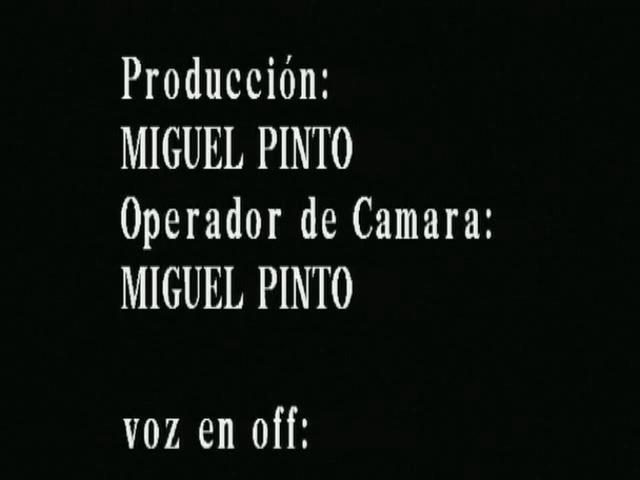 Producción:
MIGUEL PINTO
Operador de Camara:
MIGUEL PINTO
voz en off: